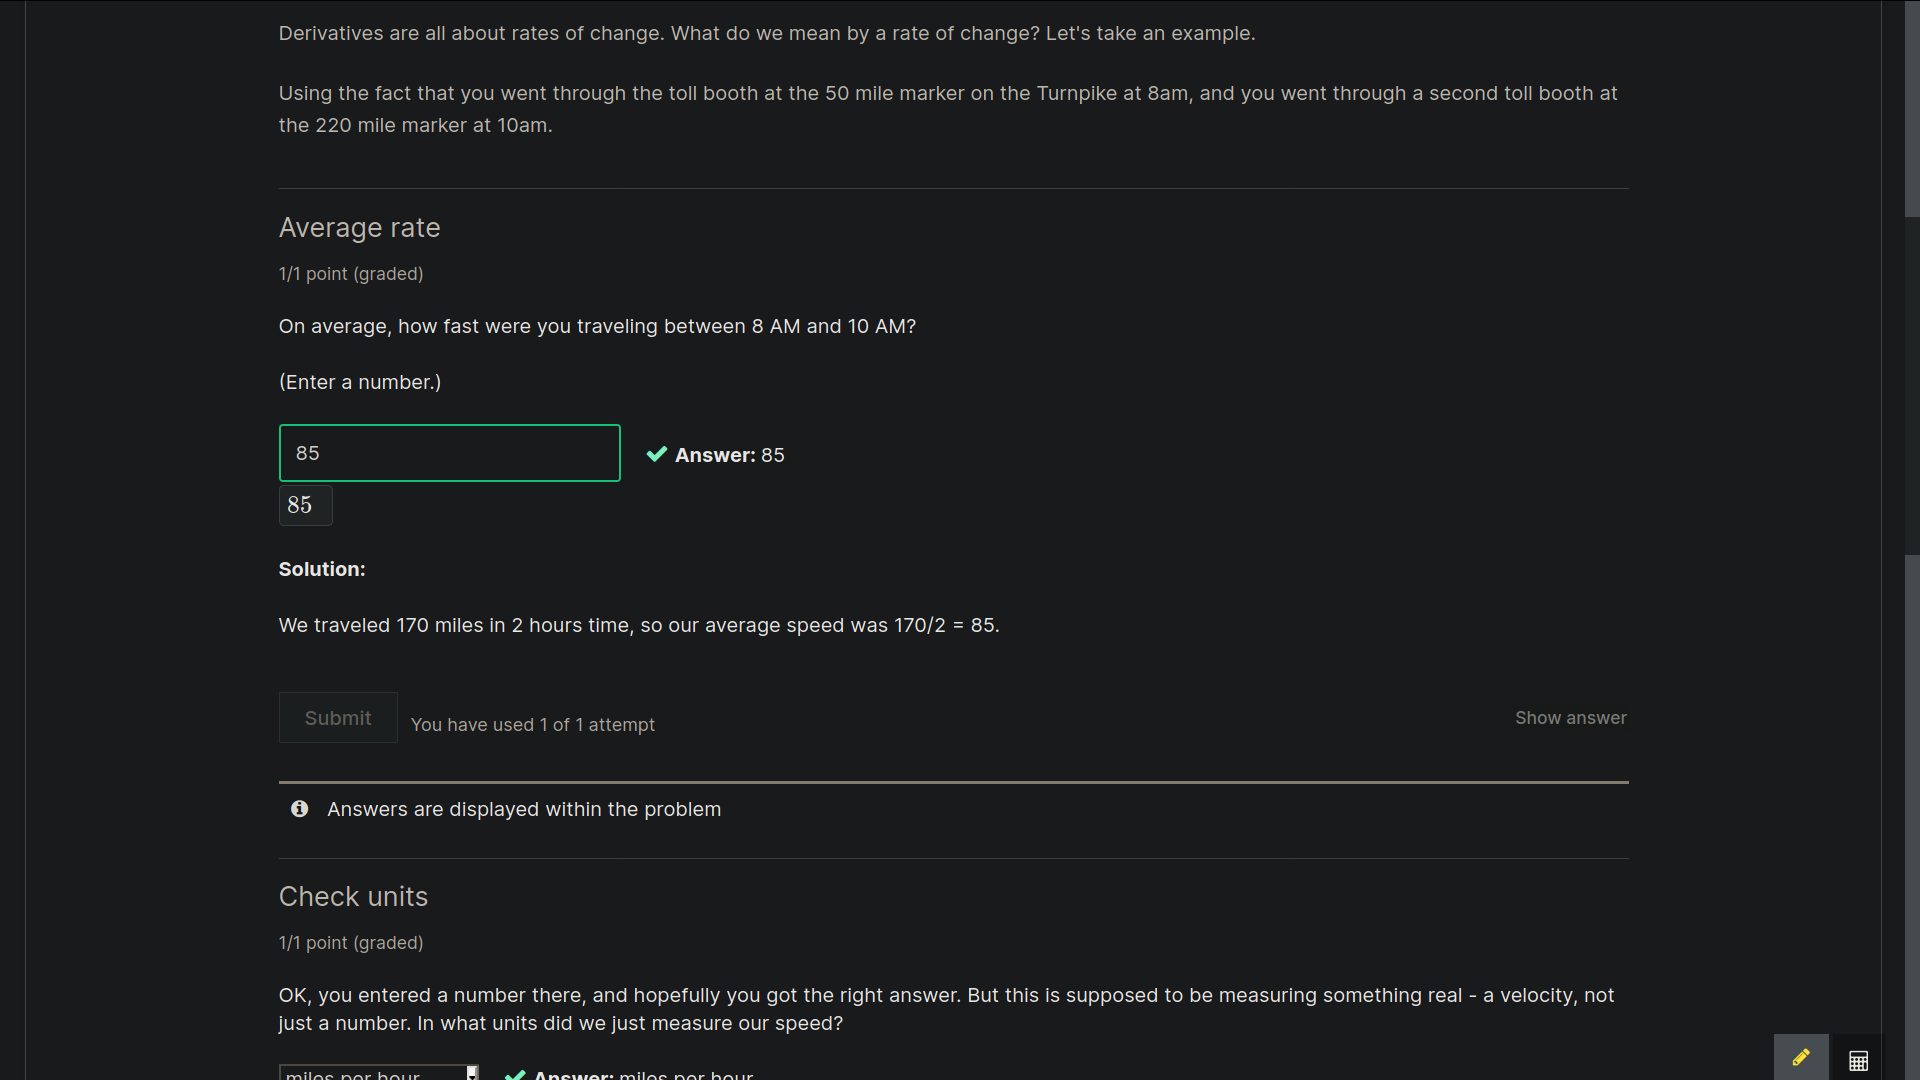 Derivatives are all about rates of change. What do we mean by a rate of change? Let's take an example.
Using the fact that you went through the toll booth at the 50 mile marker on the Turnpike at 8am, and you went through a second toll booth at
the 220 mile marker at 10am.
Average rate
1/1 point (graded)
On average, how fast were you traveling between 8 AM and 10 AM?
(Enter a number.)
85
Answer: 85
85
Solution:
We traveled 170 miles in 2 hours time, so our average speed was 170/2 = 85.
Submit
You have used 1 of 1 attempt
Show answer
Answers are displayed within the problem
Check units
1/1 point (graded)
OK, you entered a number there, and hopefully you got the right answer. But this is supposed to be measuring something real - a velocity, not
just a number. In what units did we just measure our speed?
miles per hour
Answer: miles per hour